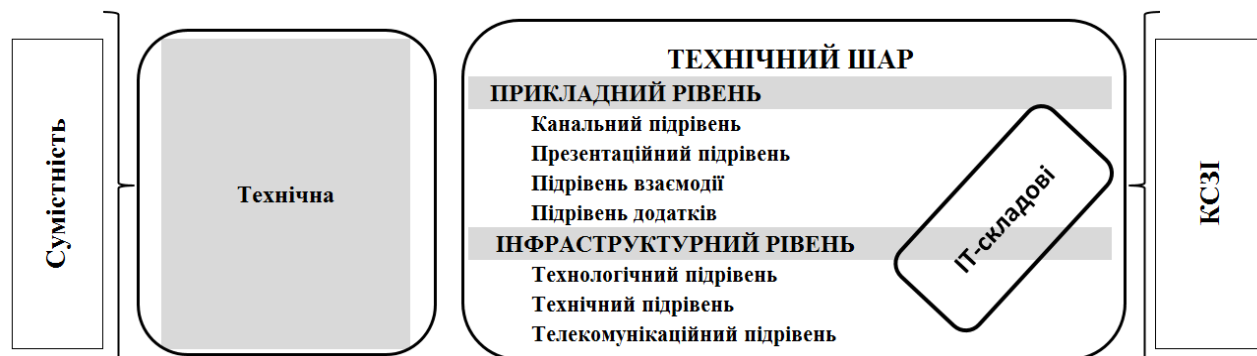 Сумістність
Технічна
ТЕХНІЧНИЙ ШАР
ПРИКЛАДНИЙ РІВЕНЬ
Канальний підрівень
Презентаційний підрівень
Підрівень взаємодії
Підрівень додатків
ІНФРАСТРУКТУРНИЙ РІВЕНЬ
Технологічний підрівень
Технічний підрівень
Телекомунікаційний підрівень
ІТ-складові
КСЗІ